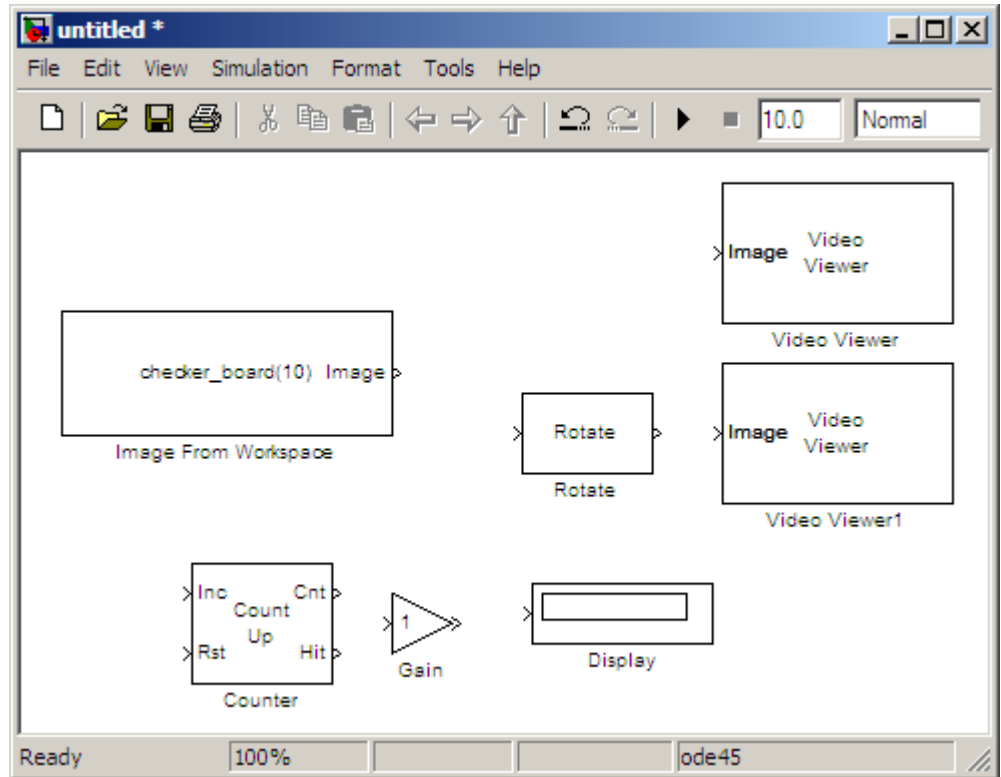 untitled *
File Edit View Simulation Format Tools Help
10.0 Normal
Image Video Viewer
Video Viewer
checker_board(10) Image
Image From Workspace
Rotate
Rotate
Image Video Viewer
Video Viewer1
Inc Cnt
Count Up
Rst Hit
Counter
1
Gain
Display
Ready 100% ode45